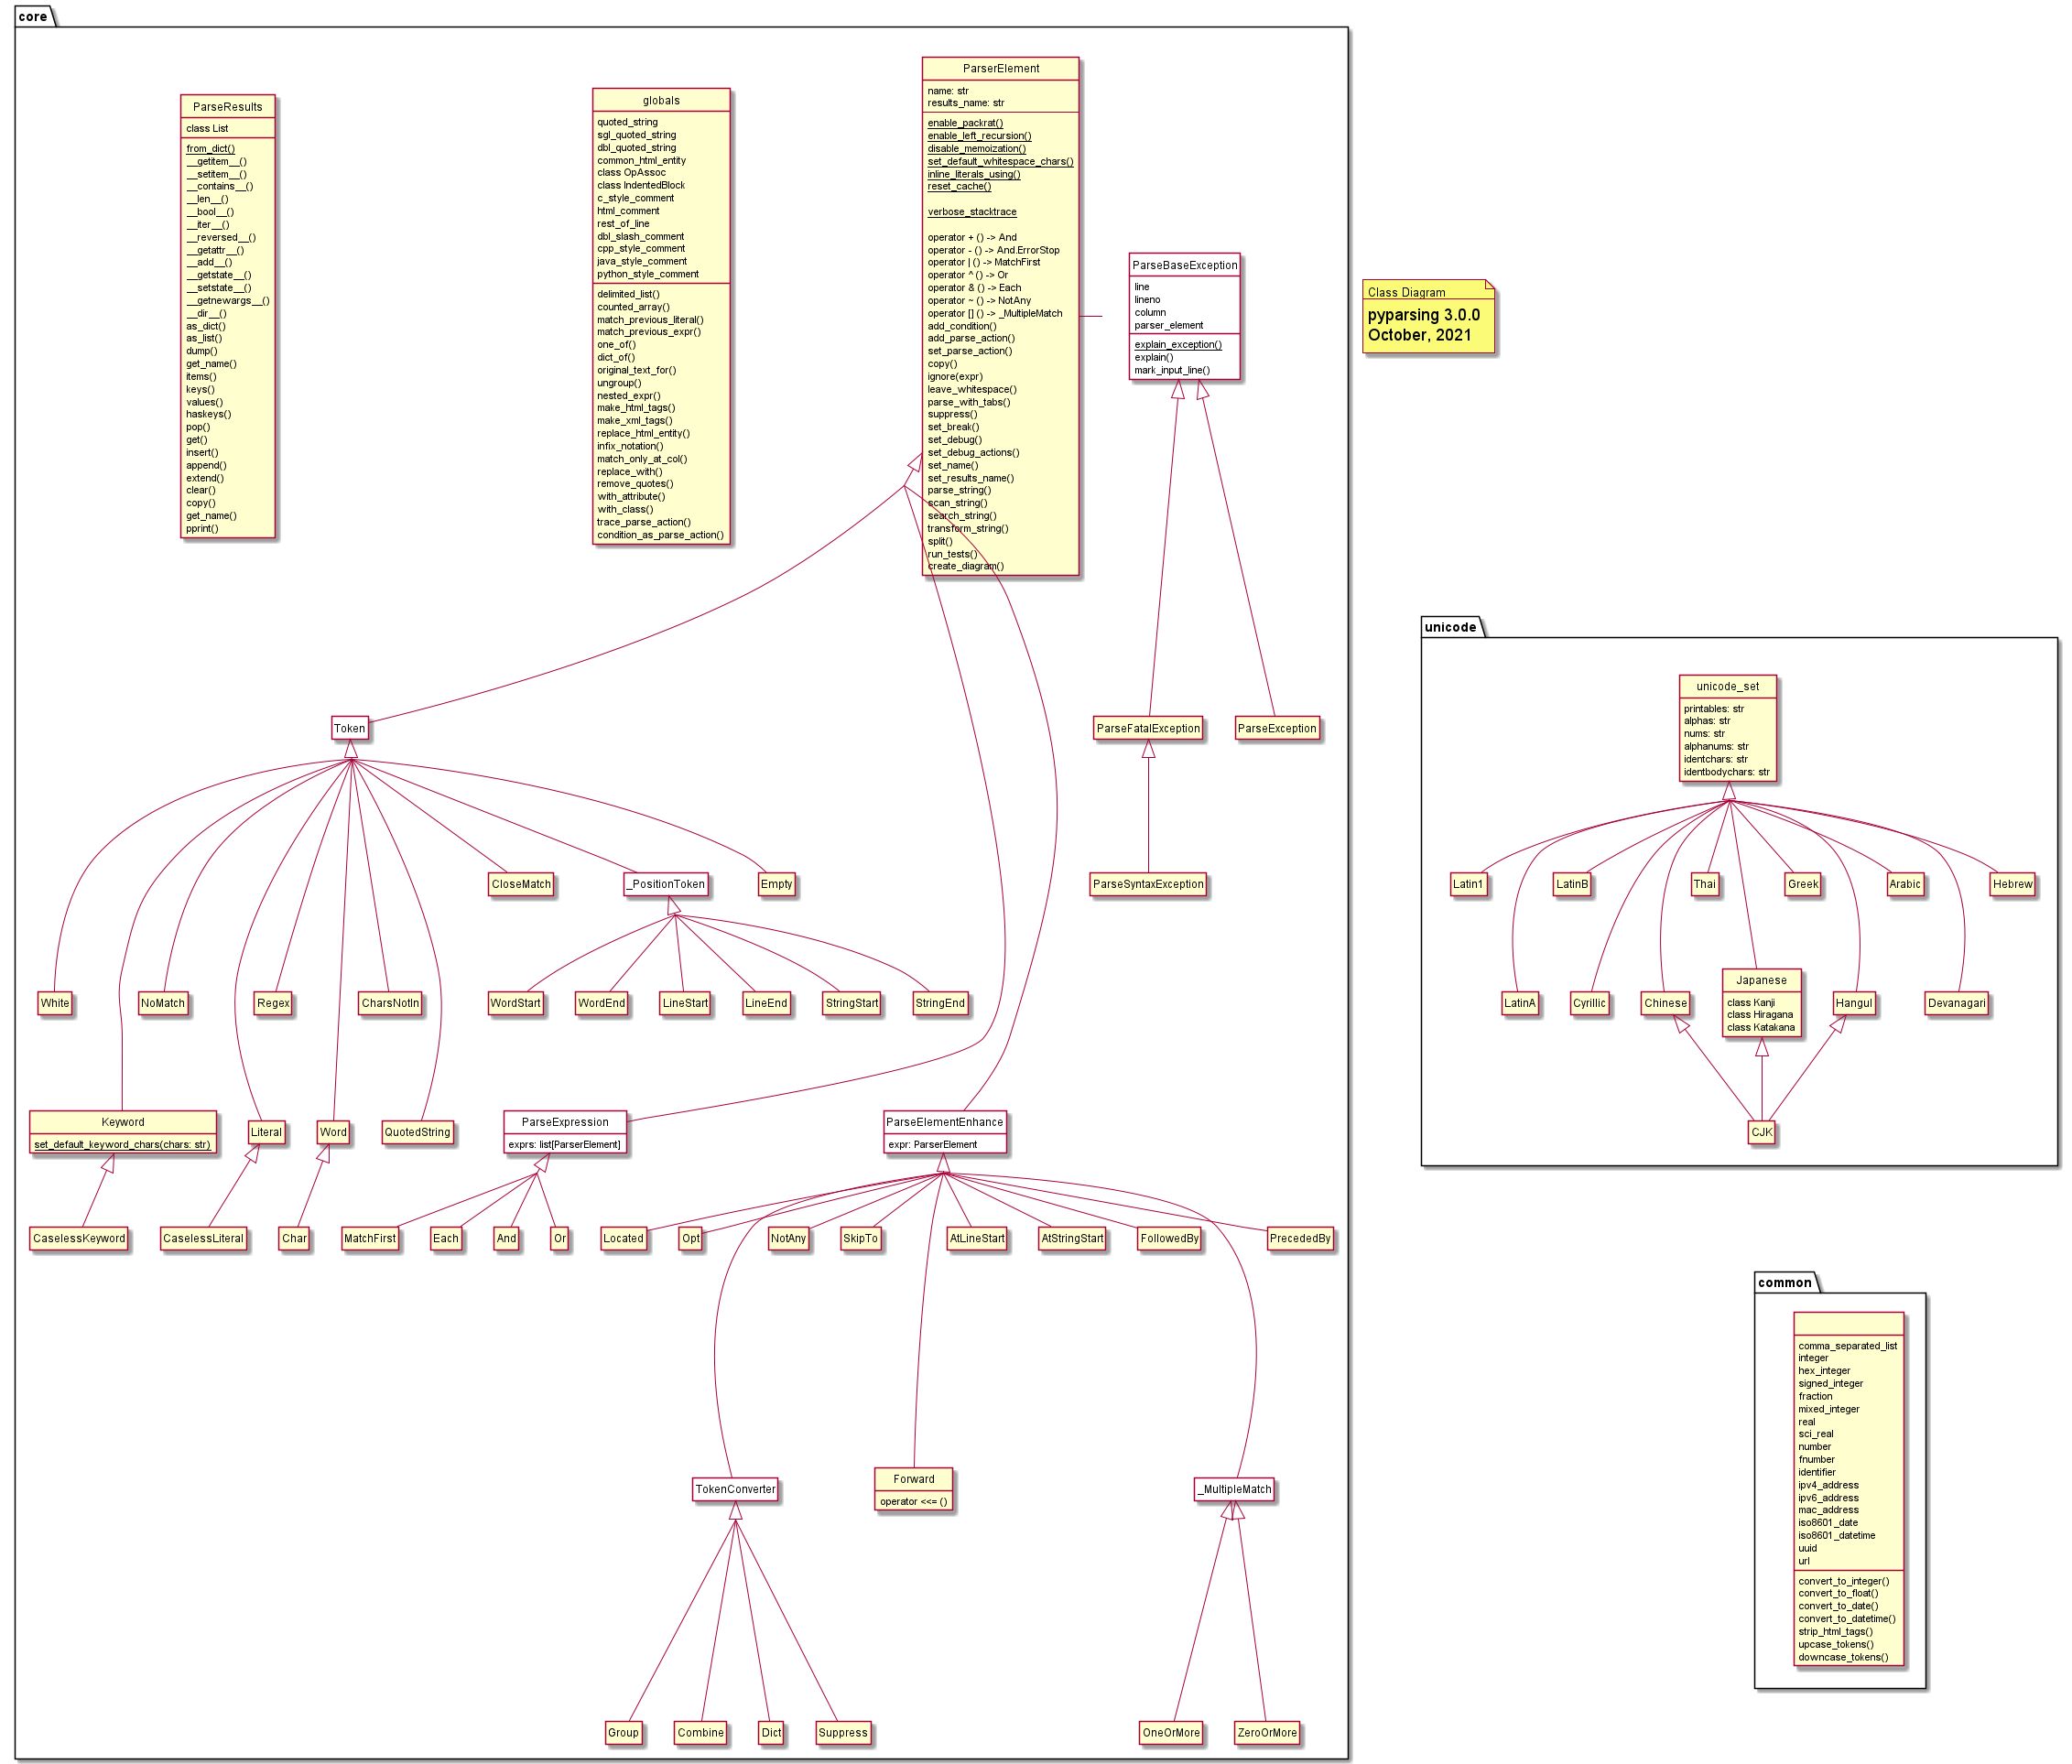 core
ParseResults
class List
from_dict()
__getitem__()
__setitem__()
__contains__()
__len__()
__bool__()
__iter__()
__reversed__()
__getattr__()
__add__()
__getstate__()
__setstate__()
__getnewargs__()
__dir__()
as_dict()
as_list()
dump()
get_name()
items()
keys()
values()
haskeys()
pop()
get()
insert()
append()
extend()
clear()
copy()
get_name()
pprint()
globals
quoted_string
sgl_quoted_string
dbl_quoted_string
common_html_entity
class OpAssoc
class IndentedBlock
c_style_comment
html_comment
rest_of_line
dbl_slash_comment
cpp_style_comment
java_style_comment
python_style_comment
delimited_list()
counted_array()
match_previous_literal()
match_previous_expr()
one_of()
dict_of()
original_text_for()
ungroup()
nested_expr()
make_html_tags()
make_xml_tags()
replace_html_entity()
infix_notation()
match_only_at_col()
replace_with()
remove_quotes()
with_attribute()
with_class()
trace_parse_action()
condition_as_parse_action()
ParserElement
name: str
results_name: str
enable_packrat()
enable_left_recursion()
disable_memoization()
set_default_whitespace_chars()
inline_literals_using()
reset_cache()
verbose_stacktrace
operator + () -> And
operator - () -> And.ErrorStop
operator | () -> MatchFirst
operator ^ () -> Or
operator & () -> Each
operator ~ () -> NotAny
operator [] () -> _MultipleMatch
add_condition()
add_parse_action()
set_parse_action()
copy()
ignore(expr)
leave_whitespace()
parse_with_tabs()
suppress()
set_break()
set_debug()
set_debug_actions()
set_name()
set_results_name()
parse_string()
scan_string()
search_string()
transform_string()
split()
run_tests()
create_diagram()
ParseBaseException
line
lineno
column
parser_element
explain_exception()
explain()
mark_input_line()
Class Diagram
pyparsing 3.0.0
October, 2021
Token
ParseFatalException
ParseException
CloseMatch
_PositionToken
Empty
ParseSyntaxException
White
NoMatch
Regex
CharsNotIn
WordStart
WordEnd
LineStart
LineEnd
StringStart
StringEnd
Keyword
set_default_keyword_chars(chars: str)
Literal
Word
QuotedString
ParseExpression
exprs: list[ParserElement]
ParseElementEnhance
expr: ParserElement
CaselessKeyword
CaselessLiteral
Char
MatchFirst
Each
And
Or
Located
Opt
NotAny
SkipTo
AtLineStart
AtStringStart
FollowedBy
PrecededBy
TokenConverter
Forward
operator <<= ()
_MultipleMatch
Group
Combine
Dict
Suppress
OneOrMore
ZeroOrMore
unicode
unicode_set
printables: str
alphas: str
nums: str
alphanums: str
identchars: str
identbodychars: str
Latin1
LatinB
Thai
Greek
Arabic
Hebrew
LatinA
Cyrillic
Chinese
Japanese
class Kanji
class Hiragana
class Katakana
Hangul
Devanagari
CJK
common
comma_separated_list
integer
hex_integer
signed_integer
fraction
mixed_integer
real
sci_real
number
fnumber
identifier
ipv4_address
ipv6_address
mac_address
iso8601_date
iso8601_datetime
uuid
url
convert_to_integer()
convert_to_float()
convert_to_date()
convert_to_datetime()
strip_html_tags()
upcase_tokens()
downcase_tokens()